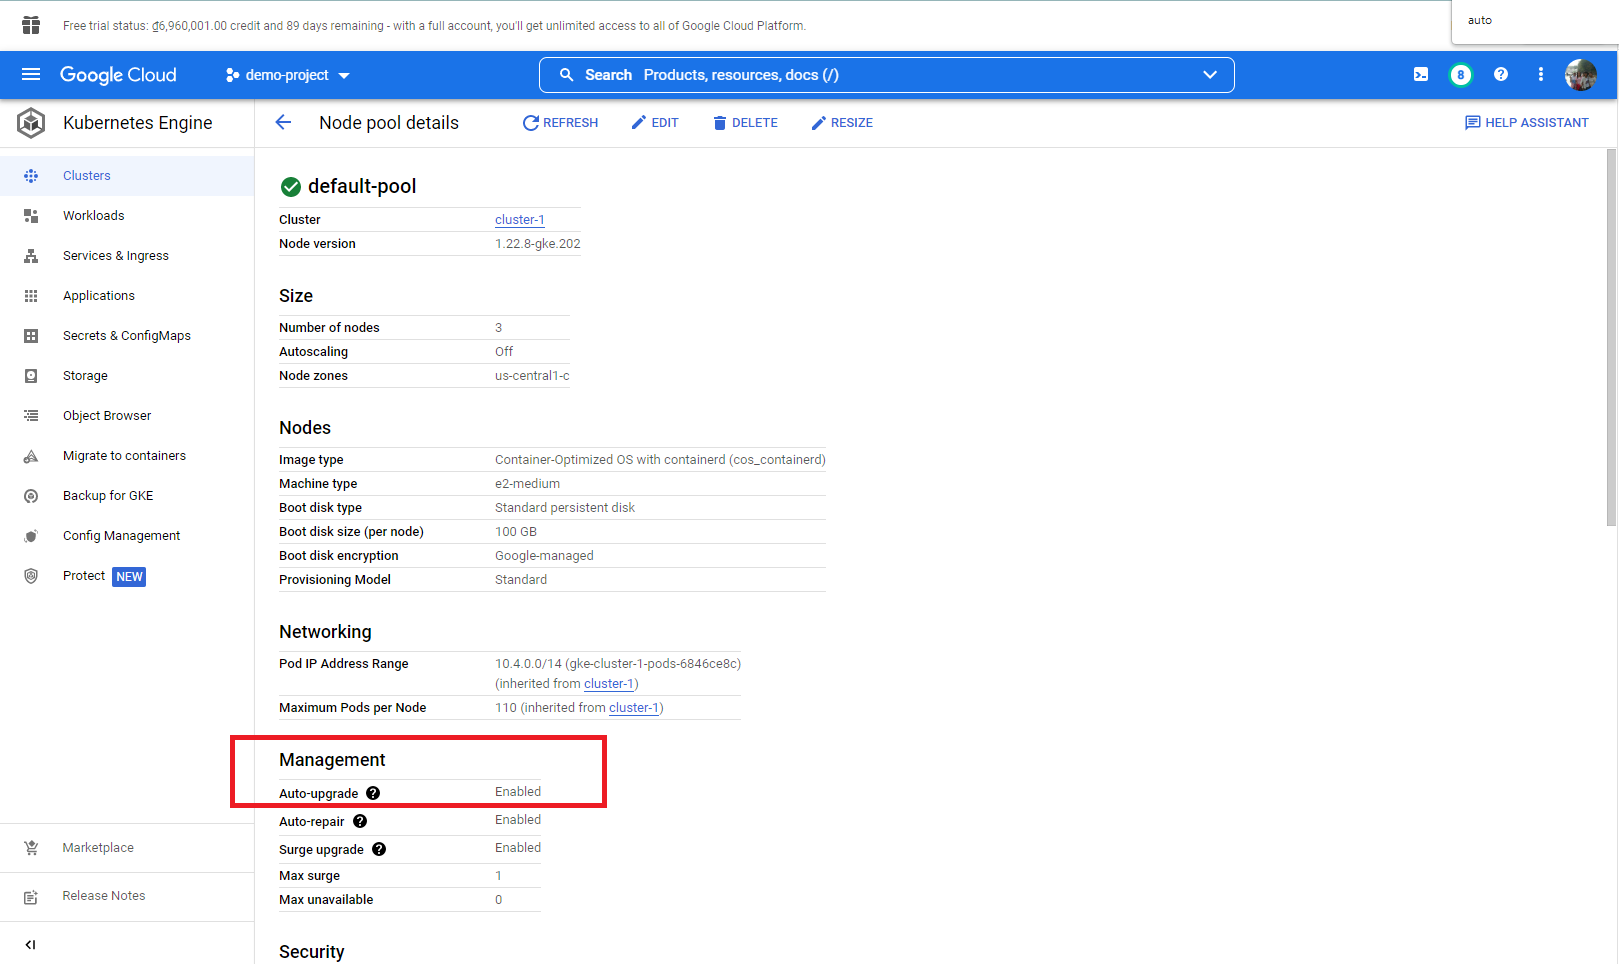 Free trial status: ₫6,960,001.00 credit and 89 days remaining - with a full account, you'll get unlimited access to all of Google Cloud Platform.
auto
Google Cloud
demo-project
Search Products, resources, docs (/)
8
Kubernetes Engine
Node pool details
REFRESH
EDIT
DELETE
RESIZE
HELP ASSISTANT
Clusters
Workloads
Services & Ingress
Applications
Secrets & ConfigMaps
Storage
Object Browser
Migrate to containers
Backup for GKE
Config Management
Protect NEW
Marketplace
Release Notes
default-pool
Cluster cluster-1
Node version 1.22.8-gke.202
Size
Number of nodes 3
Autoscaling Off
Node zones us-central1-c
Nodes
Image type Container-Optimized OS with containerd (cos_containerd)
Machine type e2-medium
Boot disk type Standard persistent disk
Boot disk size (per node) 100 GB
Boot disk encryption Google-managed
Provisioning Model Standard
Networking
Pod IP Address Range 10.4.0.0/14 (gke-cluster-1-pods-6846ce8c)
(inherited from cluster-1)
Maximum Pods per Node 110 (inherited from cluster-1)
Management
Auto-upgrade Enabled
Auto-repair Enabled
Surge upgrade Enabled
Max surge 1
Max unavailable 0
Security